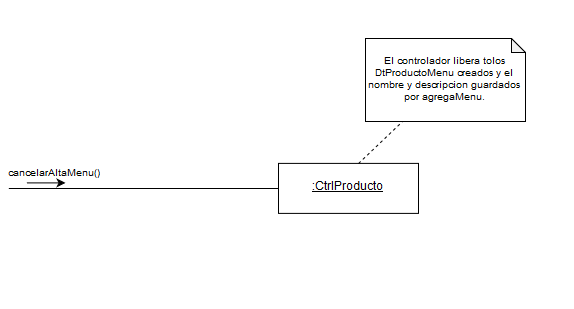 El controlador libera tolos
DtProductoMenu creados y el
nombre y descripcion guardados
por agregaMenu.
cancelarAltaMenu()
:CtrlProducto